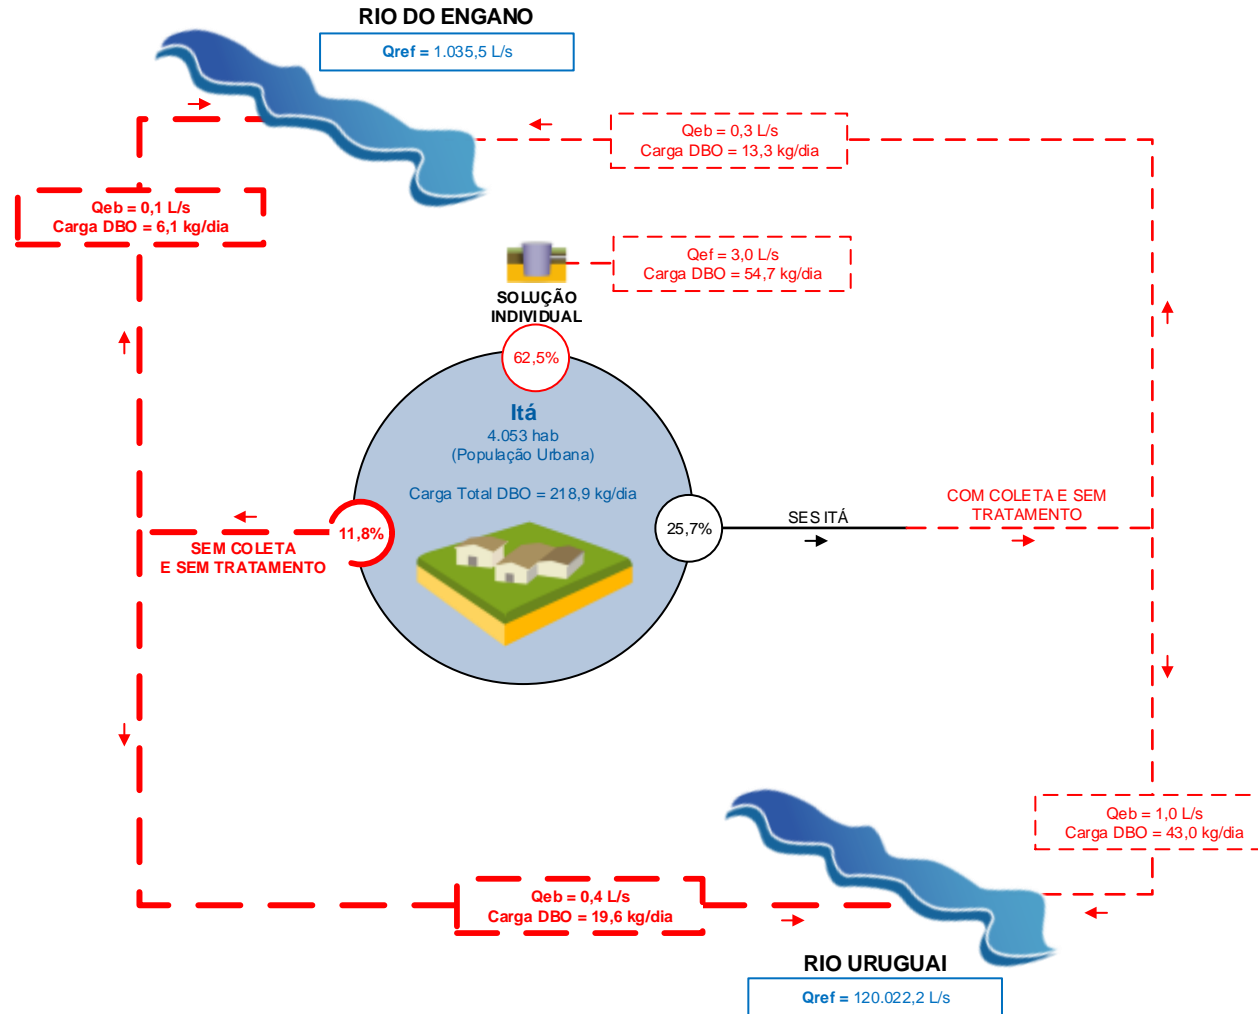 RIO DO ENGANO
Qref = 1.035,5 L/s
Qeb = 0,3 L/s
Carga DBO = 13,3 kg/dia
Qeb = 0,1 L/s
Carga DBO = 6,1 kg/dia
Qef = 3,0 L/s
Carga DBO = 54,7 kg/dia
SOLUÇÃO
INDIVIDUAL
62,5%
Itá
4.053 hab
(População Urbana)
Carga Total DBO = 218,9 kg/dia
11,8%
SEM COLETA
E SEM TRATAMENTO
25,7%
SES ITÁ
COM COLETA E SEM
TRATAMENTO
Qeb = 1,0 L/s
Carga DBO = 43,0 kg/dia
Qeb = 0,4 L/s
Carga DBO = 19,6 kg/dia
RIO URUGUAI
Qref = 120.022,2 L/s